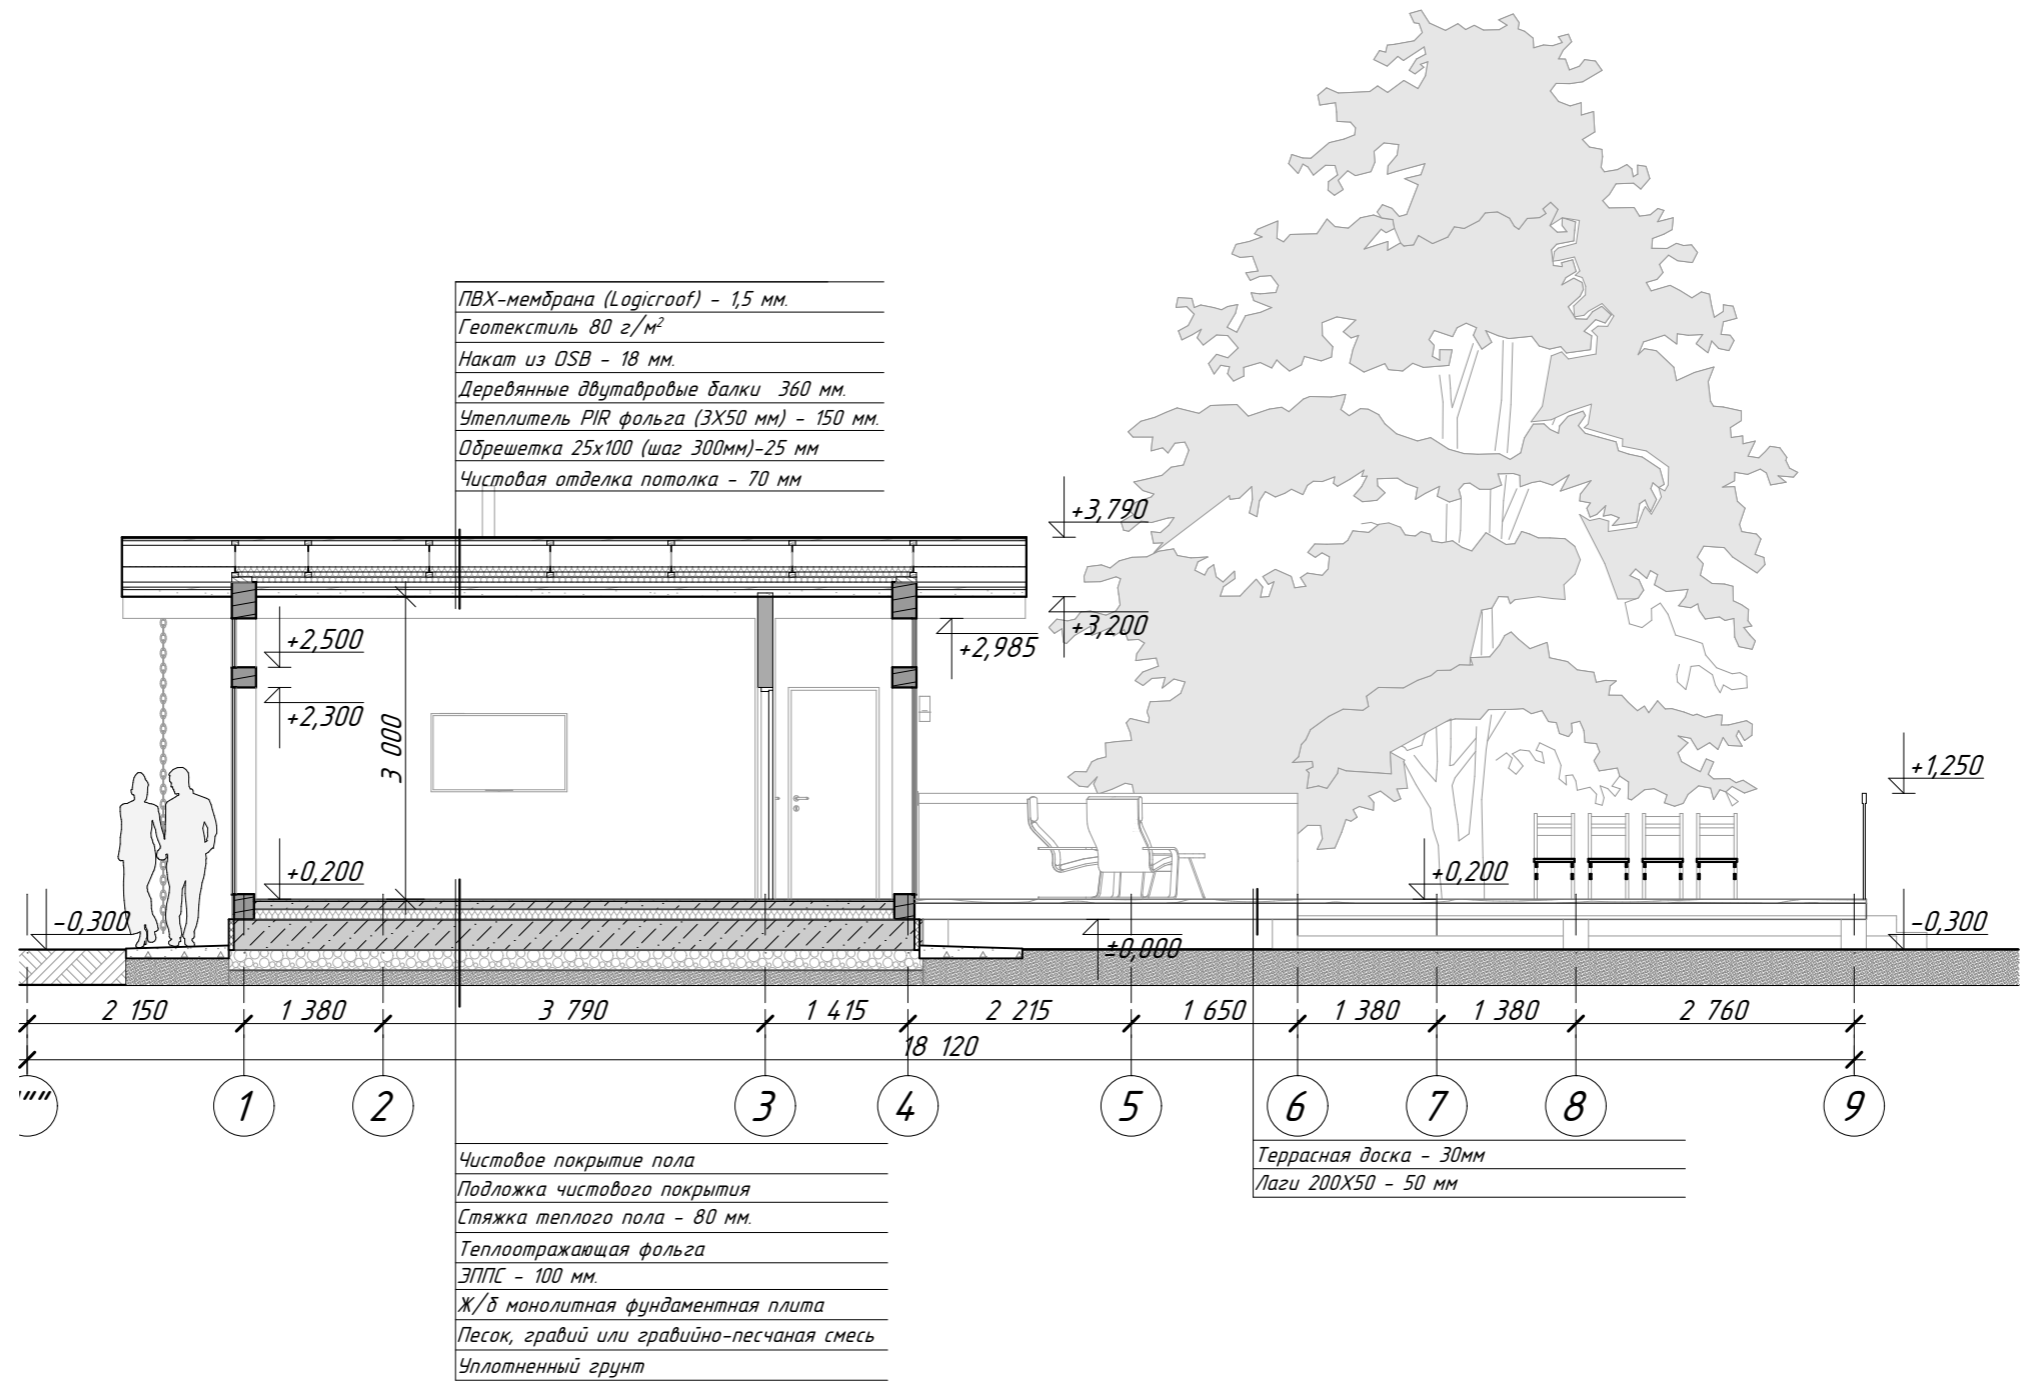 ПВХ-мембрана (Logicroof) - 1,5 мм.
Геотекстиль 80 г/м²
Накат из OSB - 18 мм.
Деревянные двутавровые балки 360 мм.
Утеплитель PIR фольга (3X50 мм) - 150 мм.
Обрешетка 25х100 (шаг 300мм)-25 мм
Чистовая отделка потолка - 70 мм
+3,790
+3,200
+2,985
+2,500
+2,300
3 000
+1,250
+0,200
+0,200
-0,300
-0,300
±0,000
2 150
1 380
3 790
1 415
2 215
1 650
1 380
1 380
2 760
18 120
""
1
2
3
4
5
6
7
8
9
Чистовое покрытие пола
Подложка чистового покрытия
Стяжка теплого пола - 80 мм.
Теплоотражающая фольга
ЭППС - 100 мм.
Ж/б монолитная фундаментная плита
Песок, гравий или гравийно-песчаная смесь
Уплотненный грунт
Террасная доска - 30мм
Лаги 200X50 - 50 мм